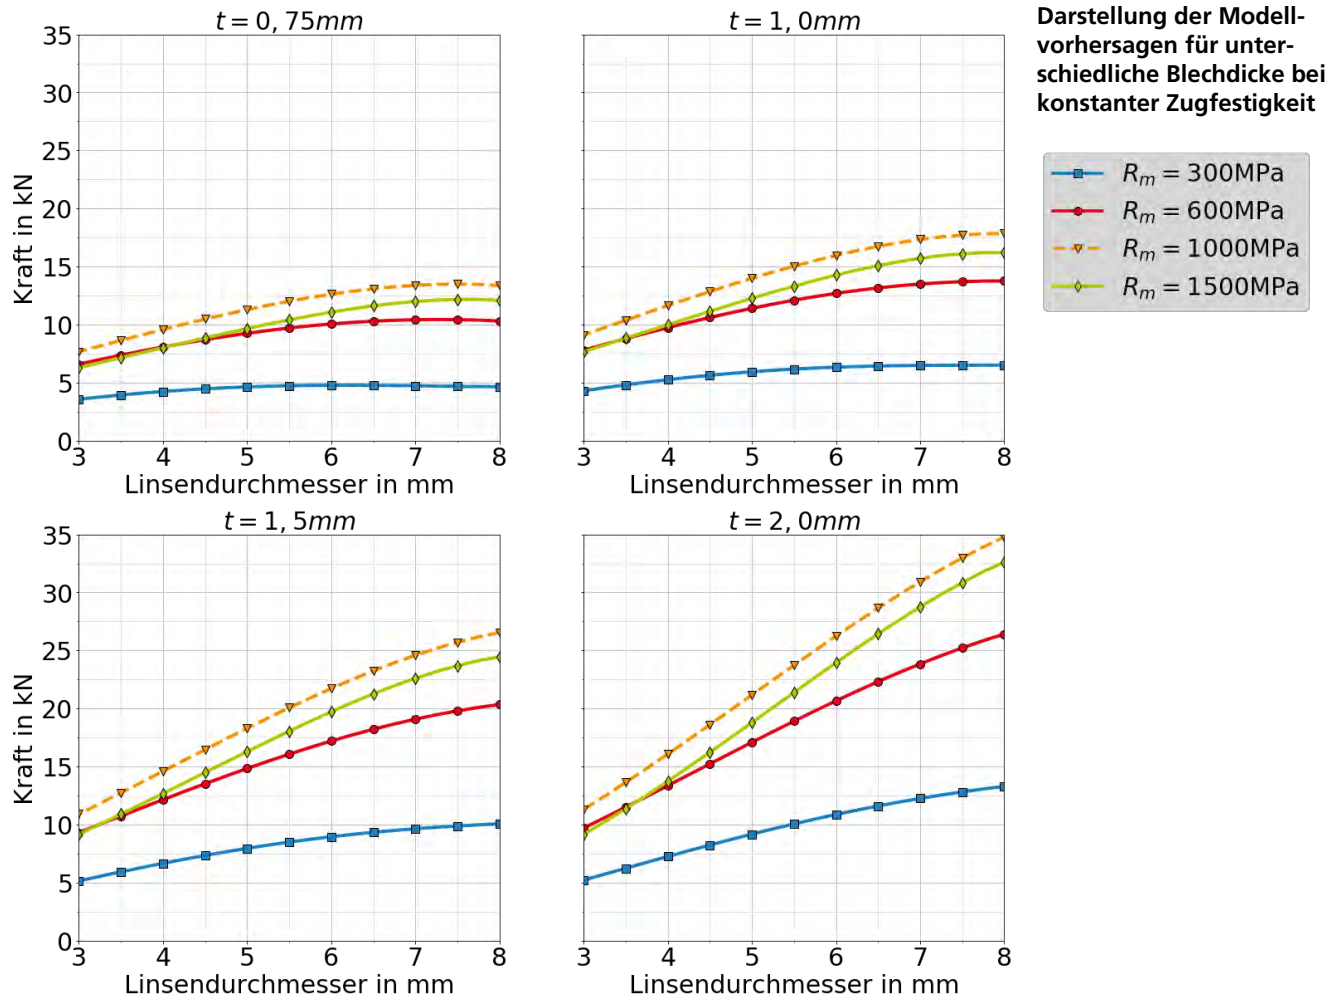 t = 0, 75mm
35
30
25
20
15
10
5
0
Kraft in kN
3 4 5 6 7 8
Linsendurchmesser in mm
t = 1, 0mm
3 4 5 6 7 8
Linsendurchmesser in mm
Darstellung der Modell-
vorhersagen für unter-
schiedliche Blechdicke bei
konstanter Zugfestigkeit
Rm = 300MPa
Rm = 600MPa
Rm = 1000MPa
Rm = 1500MPa
t = 1, 5mm
35
30
25
20
15
10
5
0
Kraft in kN
3 4 5 6 7 8
Linsendurchmesser in mm
t = 2, 0mm
3 4 5 6 7 8
Linsendurchmesser in mm